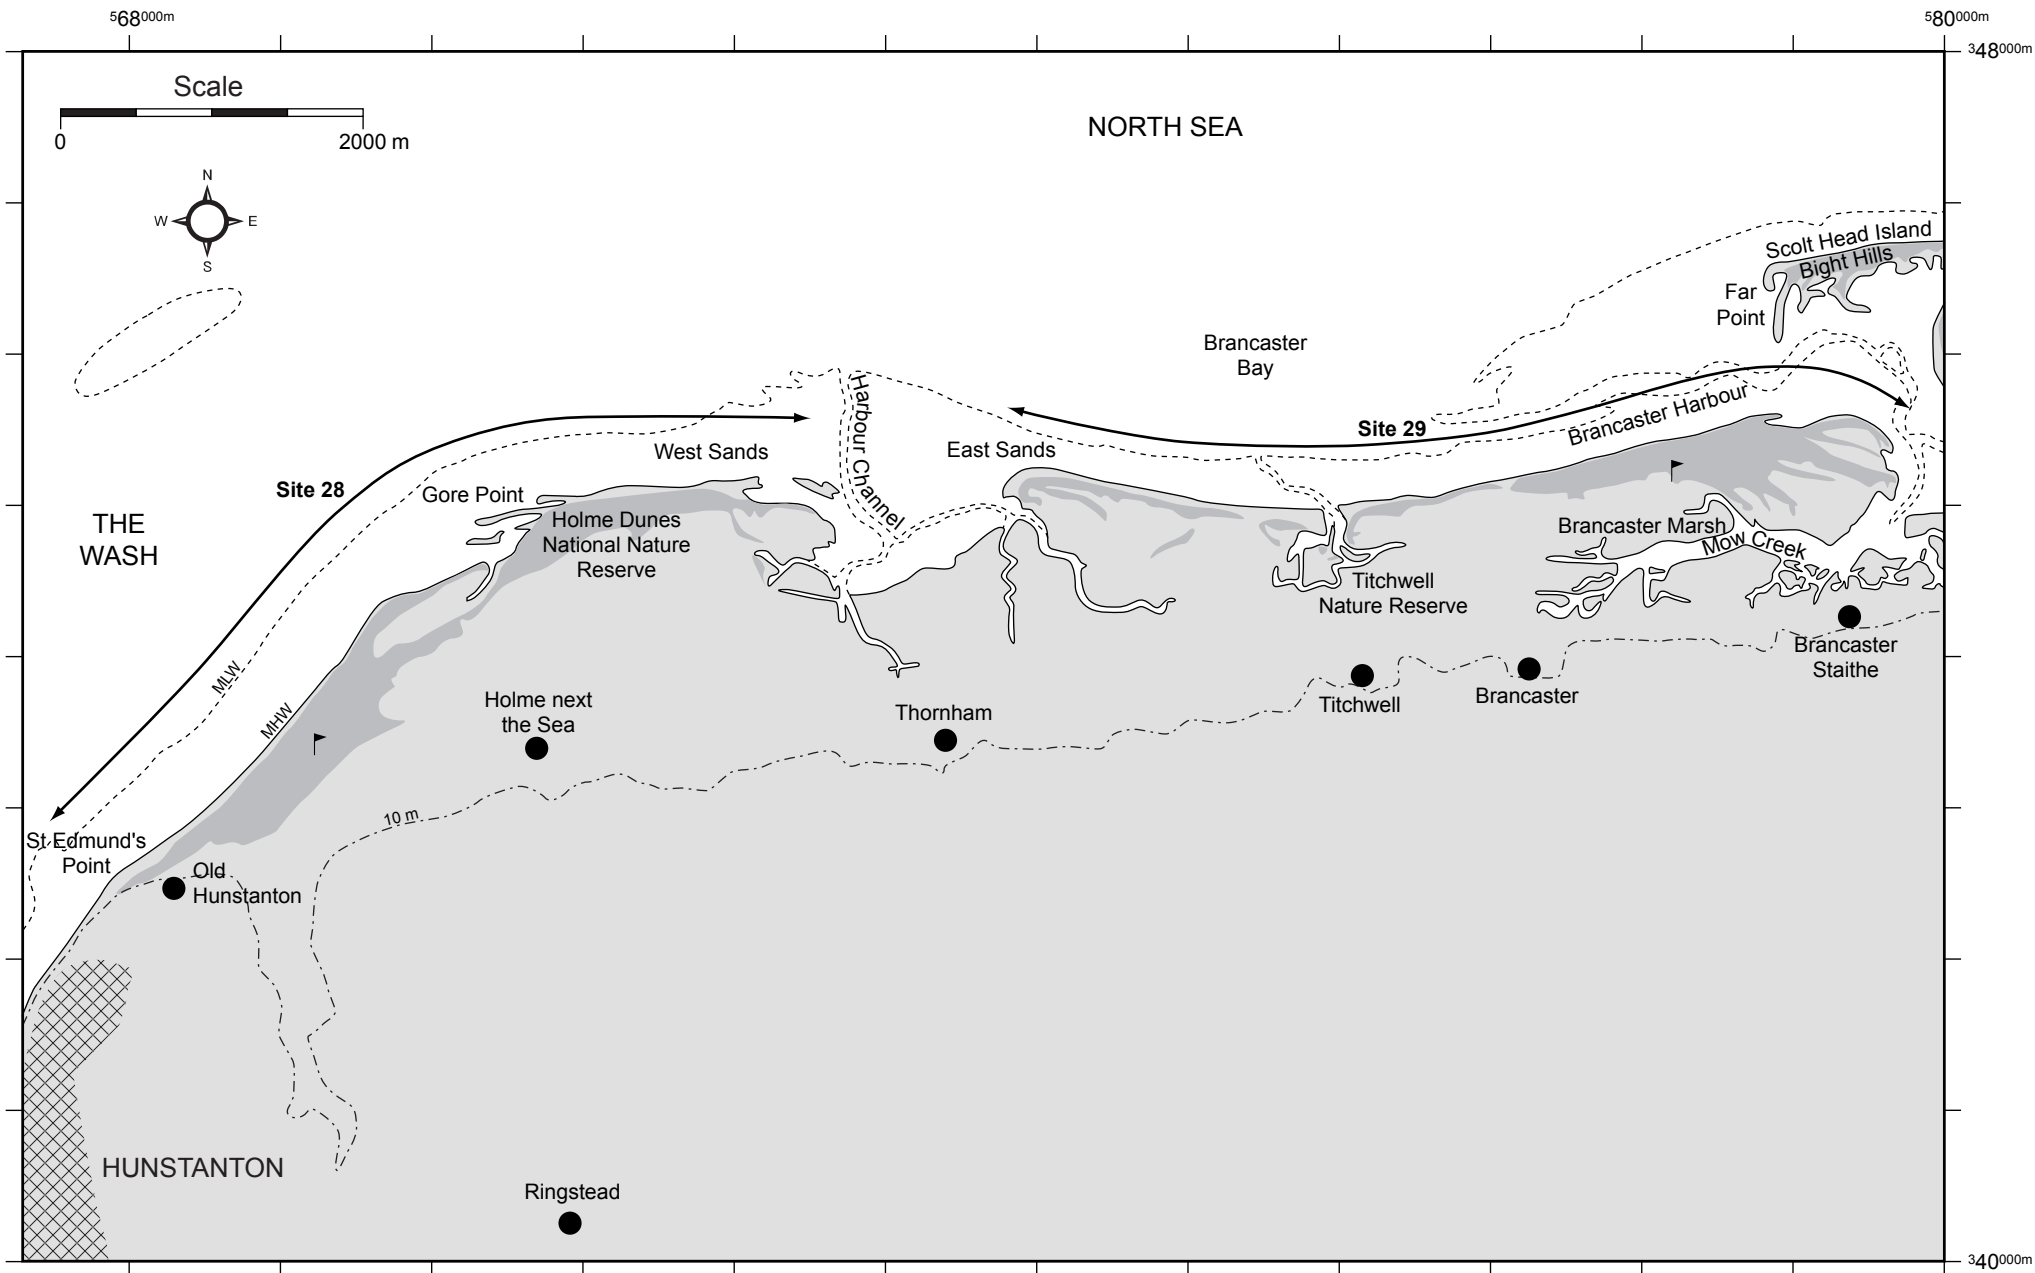 568000m
580000m
348000m
Scale
0
2000 m
NORTH SEA
N
W
E
S
Scolt Head Island
Bight Hills
Far
Point
Brancaster
Bay
Harbour Channel
Brancaster Harbour
Site 29
West Sands
East Sands
Site 28
Gore Point
THE
WASH
Holme Dunes
National Nature
Reserve
Brancaster Marsh
Mow Creek
Titchwell
Nature Reserve
Brancaster
Staithe
MLW
MHW
Holme next
the Sea
Thornham
Titchwell
Brancaster
10 m
St Edmund's
Point
Old
Hunstanton
HUNSTANTON
Ringstead
340000m